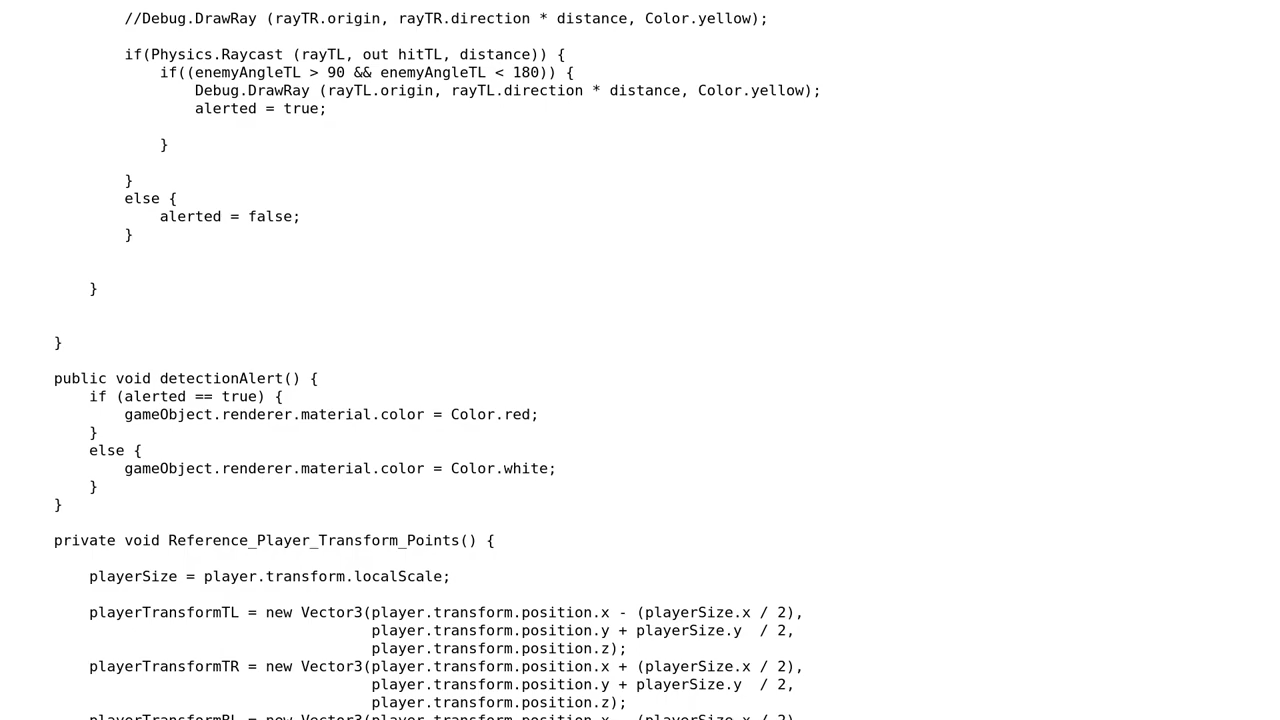 //Debug.DrawRay (rayTR.origin, rayTR.direction * distance, Color.yellow);
if(Physics.Raycast (rayTL, out hitTL, distance)) {
if((enemyAngleTL > 90 && enemyAngleTL < 180)) {
Debug.DrawRay (rayTL.origin, rayTL.direction * distance, Color.yellow);
alerted = true;
}
}
else {
alerted = false;
}
}
}
public void detectionAlert() {
if (alerted == true) {
gameObject.renderer.material.color = Color.red;
}
else {
gameObject.renderer.material.color = Color.white;
}
}
private void Reference_Player_Transform_Points() {
playerSize = player.transform.localScale;
playerTransformTL = new Vector3(player.transform.position.x - (playerSize.x / 2),
player.transform.position.y + playerSize.y  / 2,
player.transform.position.z);
playerTransformTR = new Vector3(player.transform.position.x + (playerSize.x / 2),
player.transform.position.y + playerSize.y  / 2,
player.transform.position.z);